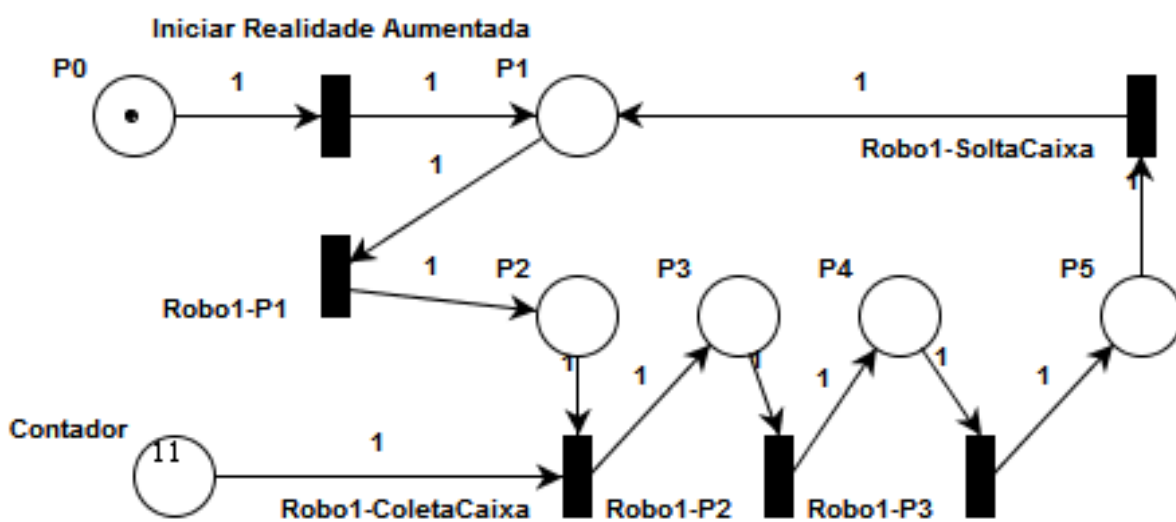 Iniciar Realidade Aumentada
P0
1
1
P1
1
Robo1-SoltaCaixa
1
1
Robo1-P1
1
P2
P3
P4
P5
1
1
1
1
1
1
Contador
11
1
Robo1-ColetaCaixa
Robo1-P2
Robo1-P3